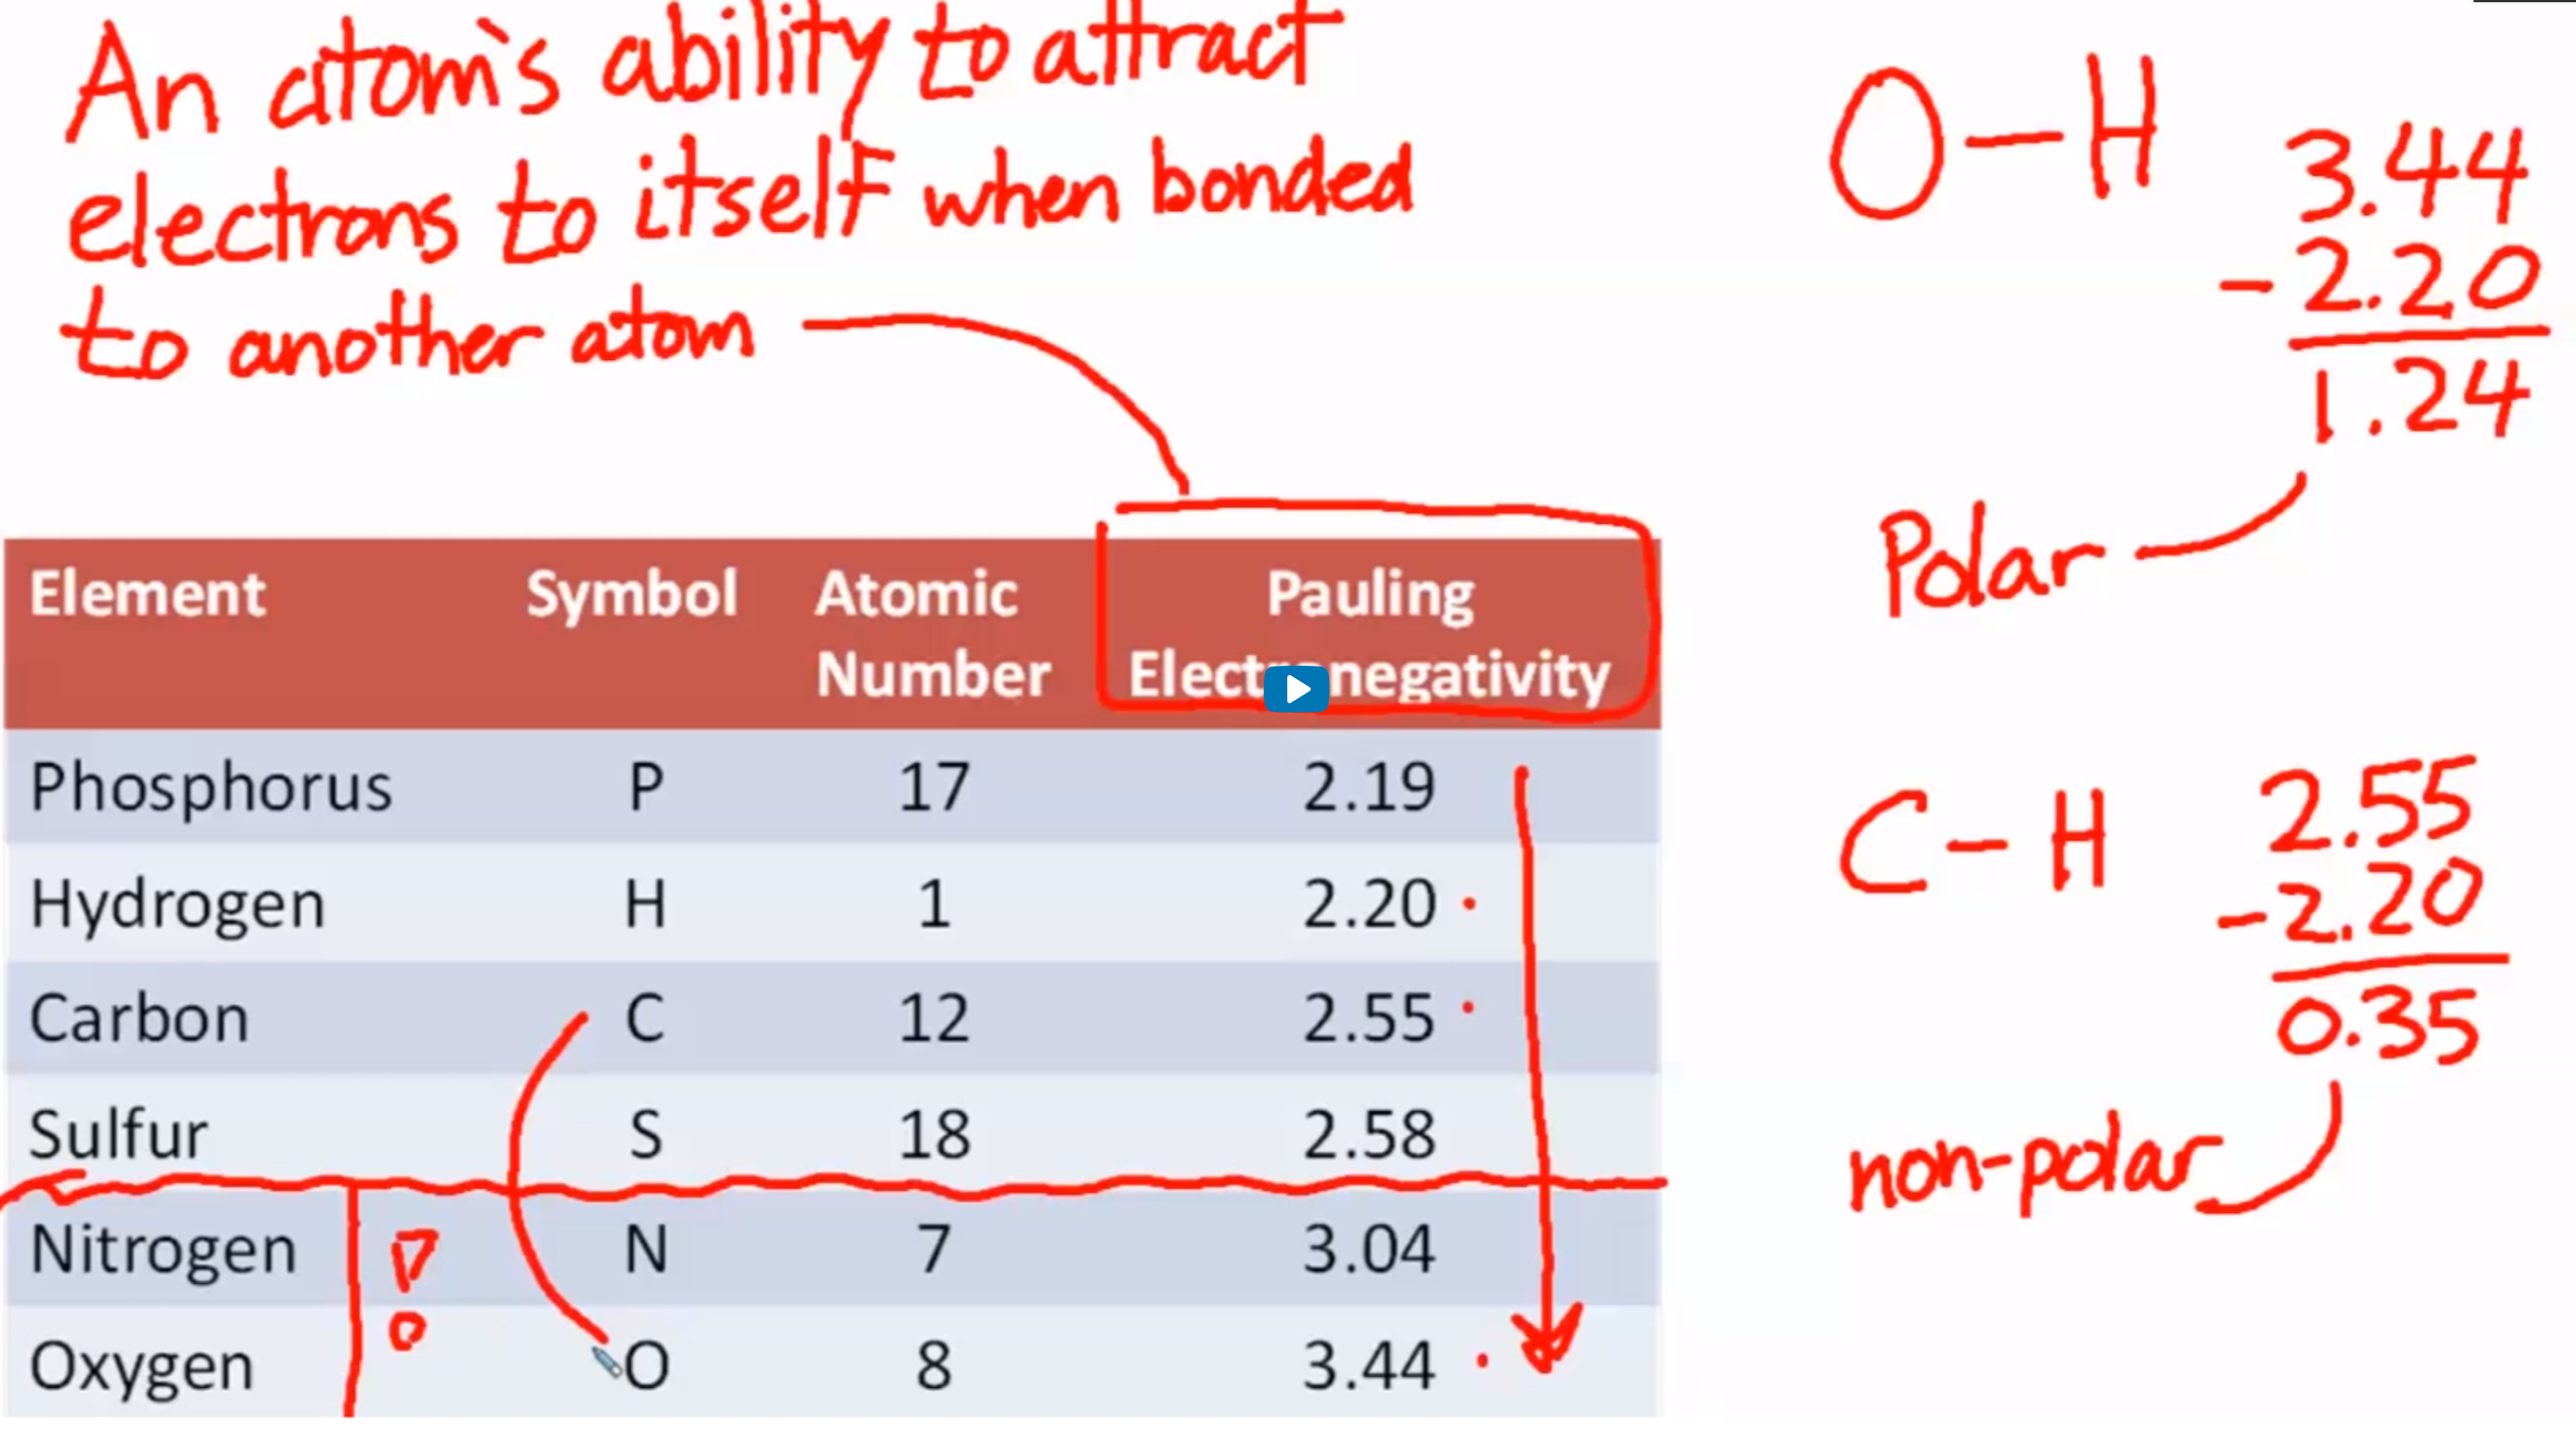 An atom's ability to attract
electrons to itself when bonded
to another atom
O-H
3.44
-2.20
1.24
Polar
Element Symbol Atomic Number Pauling Electronegativity
Phosphorus P 17 2.19
Hydrogen H 1 2.20
Carbon C 12 2.55
Sulfur S 18 2.58
Nitrogen N 7 3.04
Oxygen O 8 3.44
C-H
2.55
-2.20
0.35
non-polar